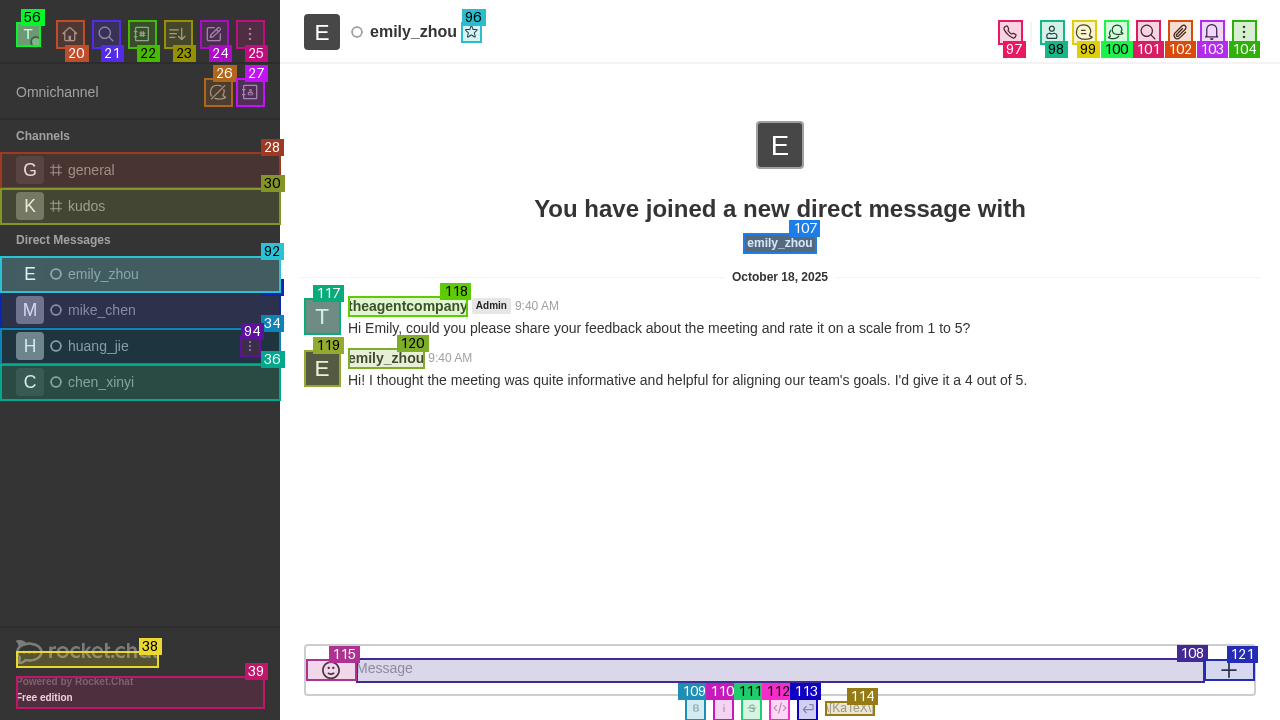 56
T
20
21
22
23
24
25
Omnichannel
26
27
Channels
28
G general
30
K kudos
Direct Messages
92
E emily_zhou
M mike_chen
34
94
H huang_jie
36
C chen_xinyi
38
rocket.cha
39
Powered by Rocket.Chat
Free edition
E emily_zhou
96
97
98
99
100
101
102
103
104
E
You have joined a new direct message with
107
emily_zhou
October 18, 2025
117
118
T theagentcompany Admin 9:40 AM
Hi Emily, could you please share your feedback about the meeting and rate it on a scale from 1 to 5?
119
120
E emily_zhou 9:40 AM
Hi! I thought the meeting was quite informative and helpful for aligning our team's goals. I'd give it a 4 out of 5.
115
108
121
Message
109
110
111
112
113
114
B i S </> \[KaTeX\]